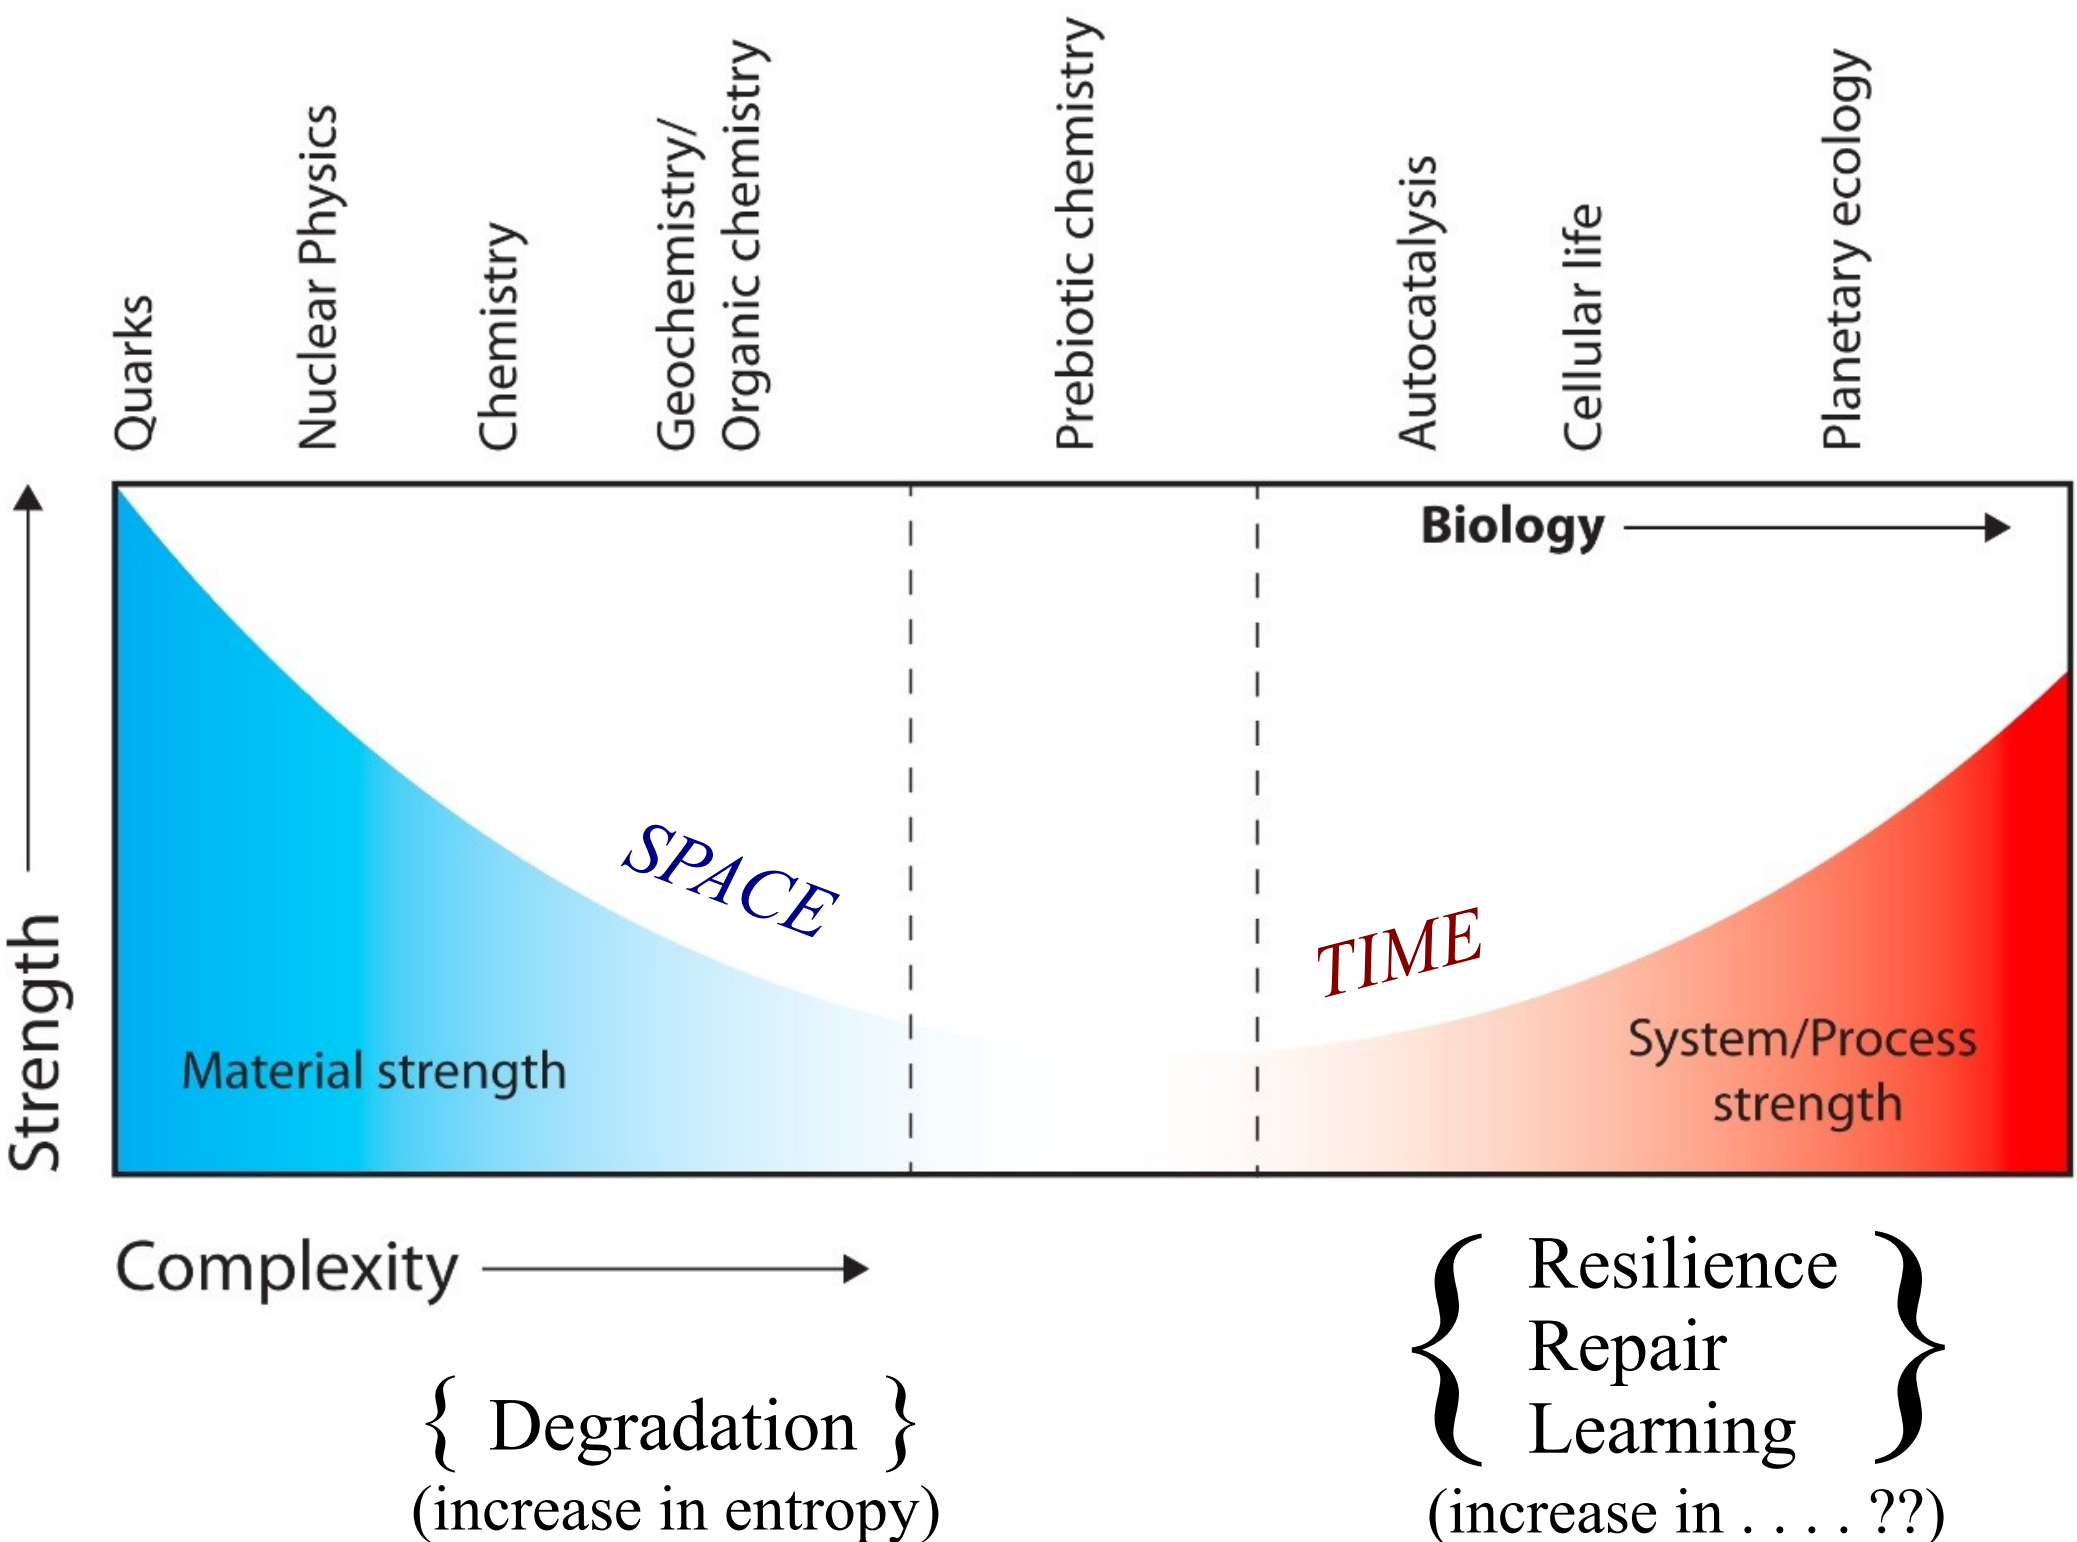 Quarks
Nuclear Physics
Chemistry
Geochemistry/
Organic chemistry
Prebiotic chemistry
Autocatalysis
Cellular life
Planetary ecology
Biology
Strength
SPACE
TIME
Material strength
System/Process
strength
Complexity
{ Degradation }
(increase in entropy)
{ Resilience
Repair
Learning }
(increase in . . . . ??)